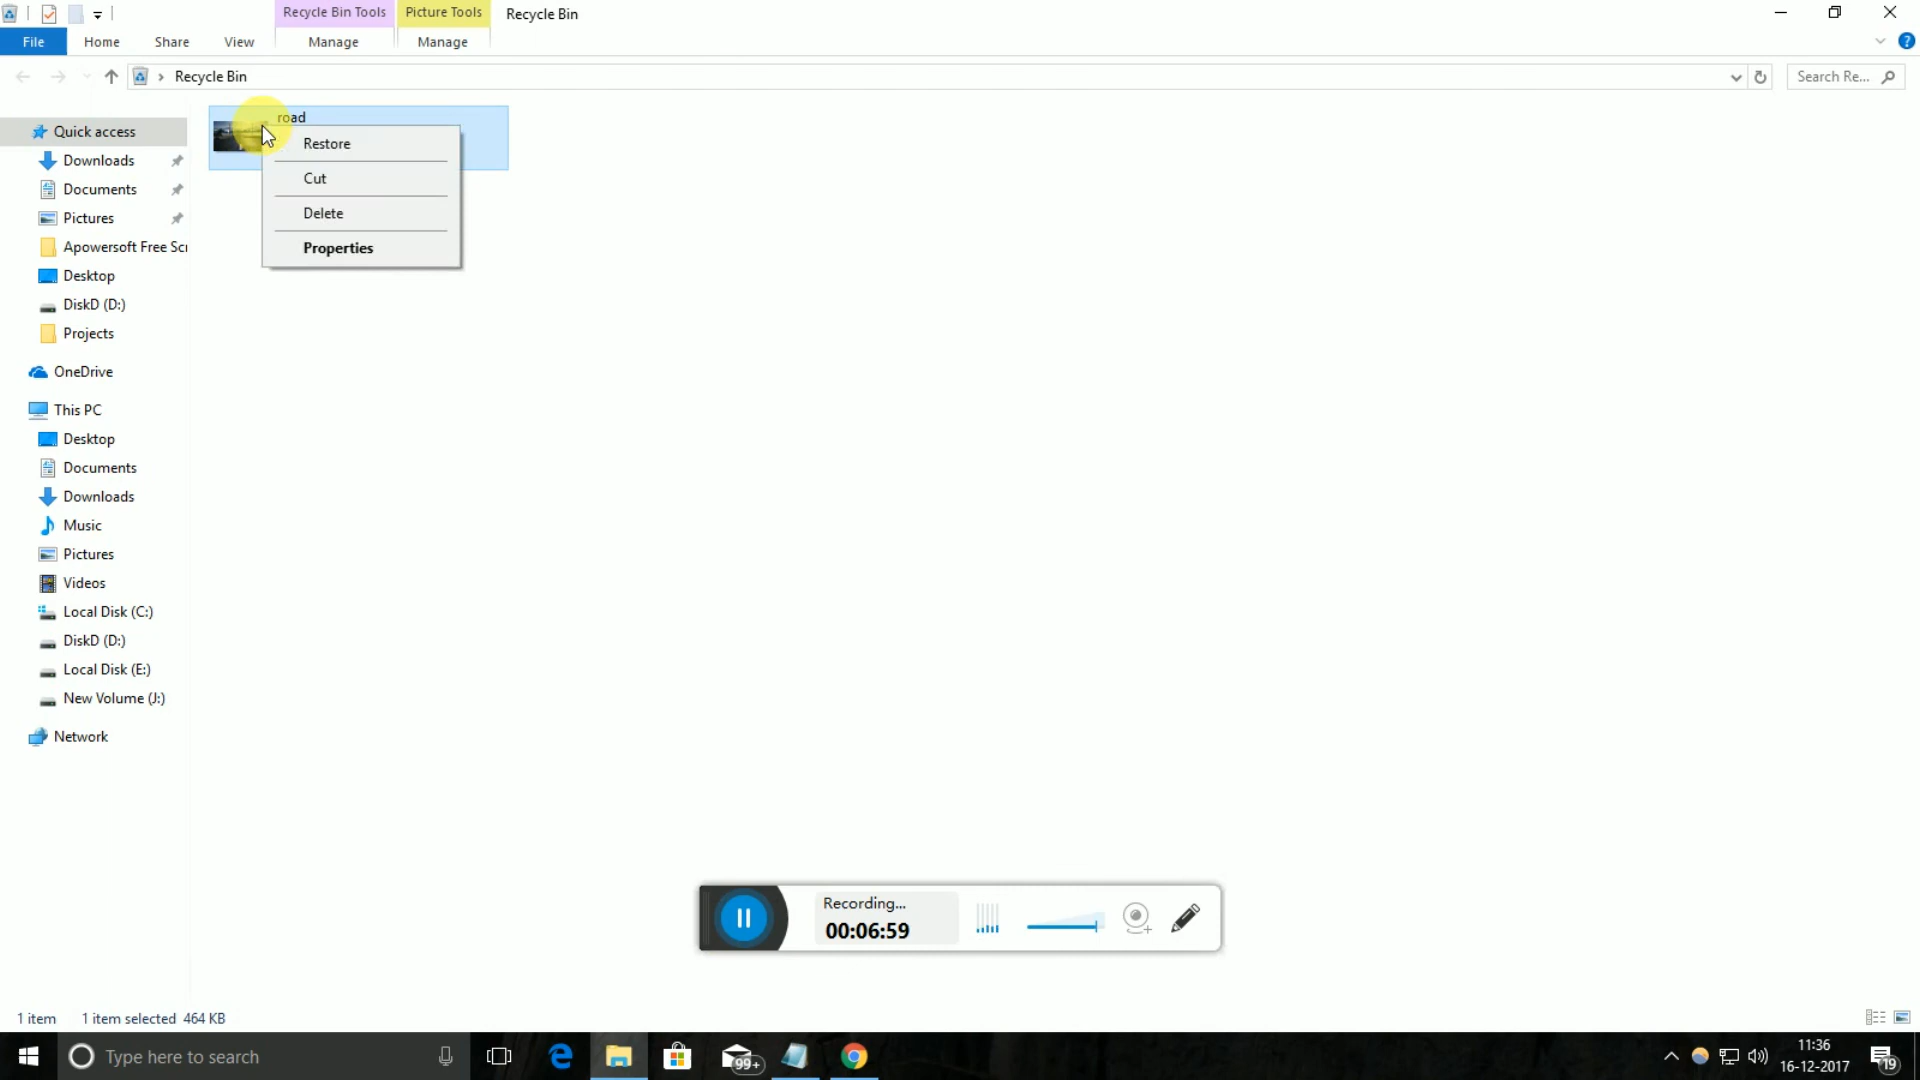 Recycle Bin Tools Picture Tools Recycle Bin
File Home Share View Manage Manage
Recycle Bin Search Re...
road
Restore
Cut
Delete
Properties
Quick access
Downloads
Documents
Pictures
Apowersoft Free Scr
Desktop
DiskD (D:)
Projects
OneDrive
This PC
Desktop
Documents
Downloads
Music
Pictures
Videos
Local Disk (C:)
DiskD (D:)
Local Disk (E:)
New Volume (J:)
Network
Recording...
00:06:59
1 item 1 item selected 464 KB
Type here to search 99+ 11:36
16-12-2017 19